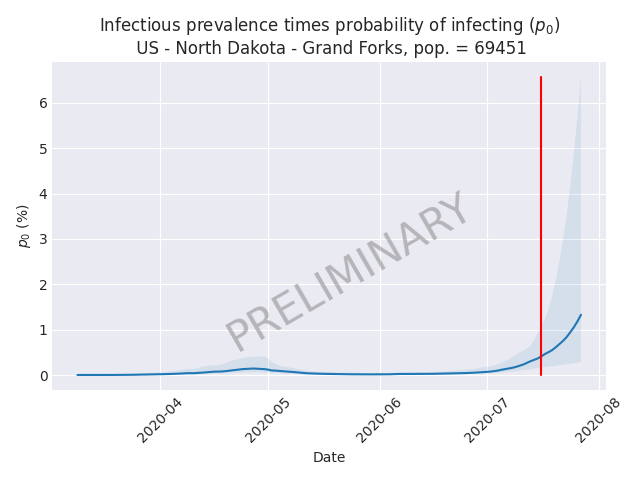 Infectious prevalence times probability of infecting (p₀)
US - North Dakota - Grand Forks, pop. = 69451
6
5
4
3
2
1
0
p₀ (%)
PRELIMINARY
2020-04
2020-05
2020-06
2020-07
2020-08
Date